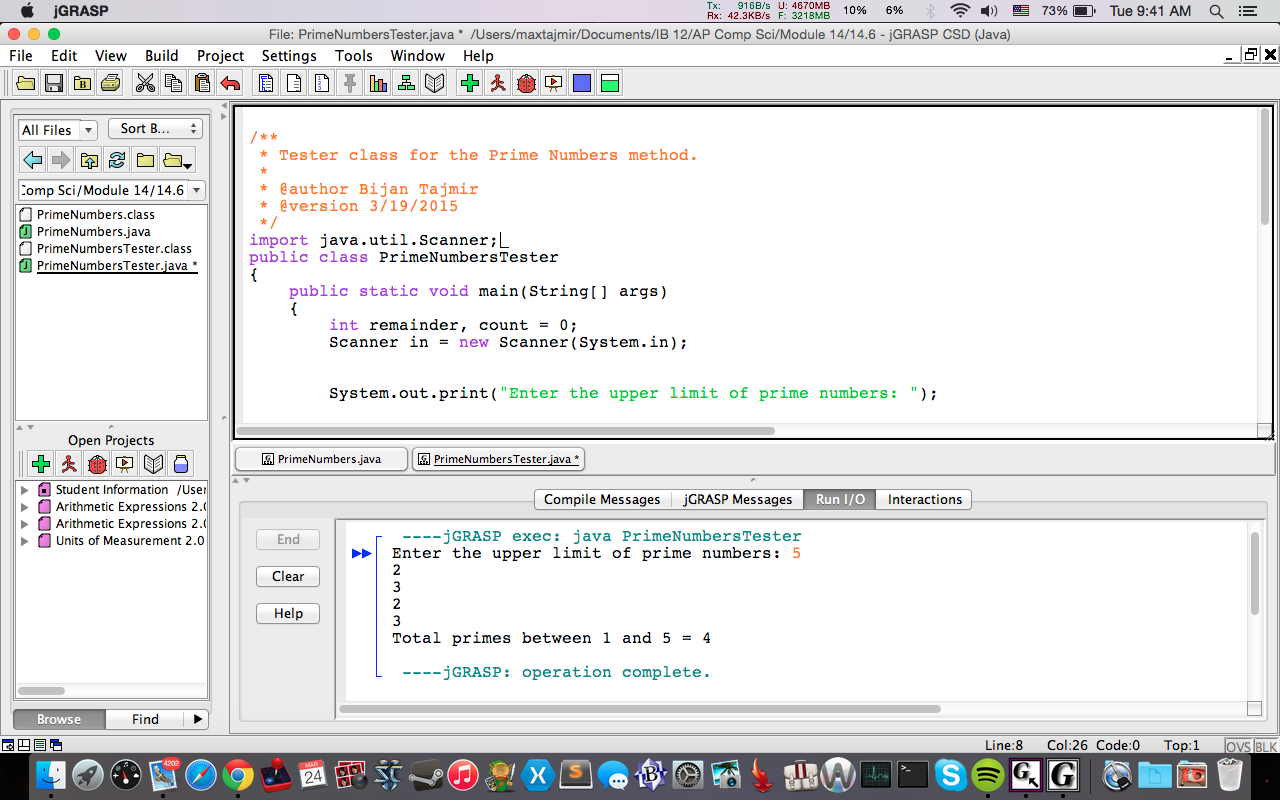 jGRASP
Tx: 916B/s U: 4670MB
Rx: 42.3KB/s F: 3218MB
10% 6% 73% Tue 9:41 AM
File: PrimeNumbersTester.java * /Users/maxtajmir/Documents/IB 12/AP Comp Sci/Module 14/14.6 - jGRASP CSD (Java)
File Edit View Build Project Settings Tools Window Help
All Files Sort B...
Comp Sci/Module 14/14.6
PrimeNumbers.class
PrimeNumbers.java
PrimeNumbersTester.class
PrimeNumbersTester.java *
Open Projects
Student Information /User
Arithmetic Expressions 2.0
Arithmetic Expressions 2.0
Units of Measurement 2.0
Browse Find
/**
* Tester class for the Prime Numbers method.
*
* @author Bijan Tajmir
* @version 3/19/2015
*/
import java.util.Scanner;
public class PrimeNumbersTester
{
public static void main(String[] args)
{
int remainder, count = 0;
Scanner in = new Scanner(System.in);
System.out.print("Enter the upper limit of prime numbers: ");
PrimeNumbers.java PrimeNumbersTester.java *
Compile Messages jGRASP Messages Run I/O Interactions
End
Clear
Help
----jGRASP exec: java PrimeNumbersTester
Enter the upper limit of prime numbers: 5
2
3
2
3
Total primes between 1 and 5 = 4
----jGRASP: operation complete.
Line:8 Col:26 Code:0 Top:1 OVS BLK
4202
MAR
24